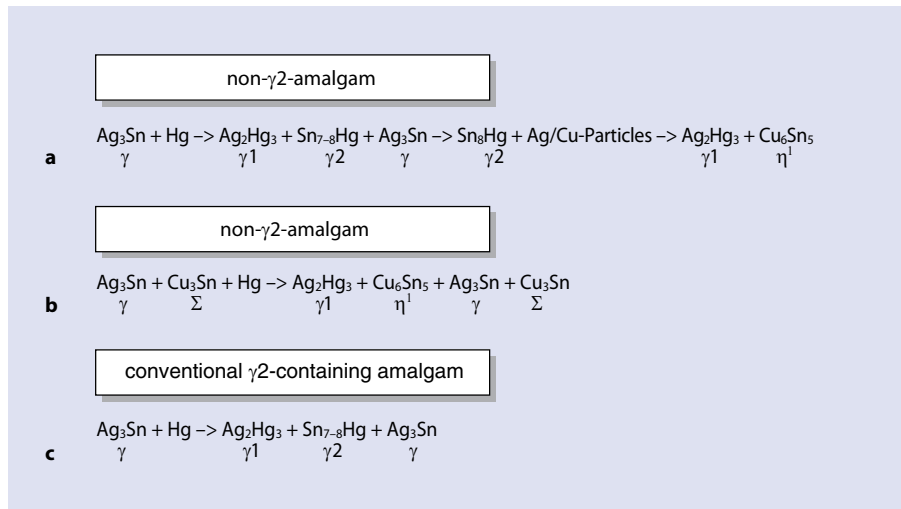 non-γ2-amalgam
Ag₃Sn + Hg –> Ag₂Hg₃ + Sn₇₋₈Hg + Ag₃Sn –> Sn₈Hg + Ag/Cu-Particles –> Ag₂Hg₃ + Cu₆Sn₅
a γ γ1 γ2 γ γ2 γ1 η¹
non-γ2-amalgam
Ag₃Sn + Cu₃Sn + Hg –> Ag₂Hg₃ + Cu₆Sn₅ + Ag₃Sn + Cu₃Sn
b γ Σ γ1 η¹ γ Σ
conventional γ2-containing amalgam
Ag₃Sn + Hg –> Ag₂Hg₃ + Sn₇₋₈Hg + Ag₃Sn
c γ γ1 γ2 γ